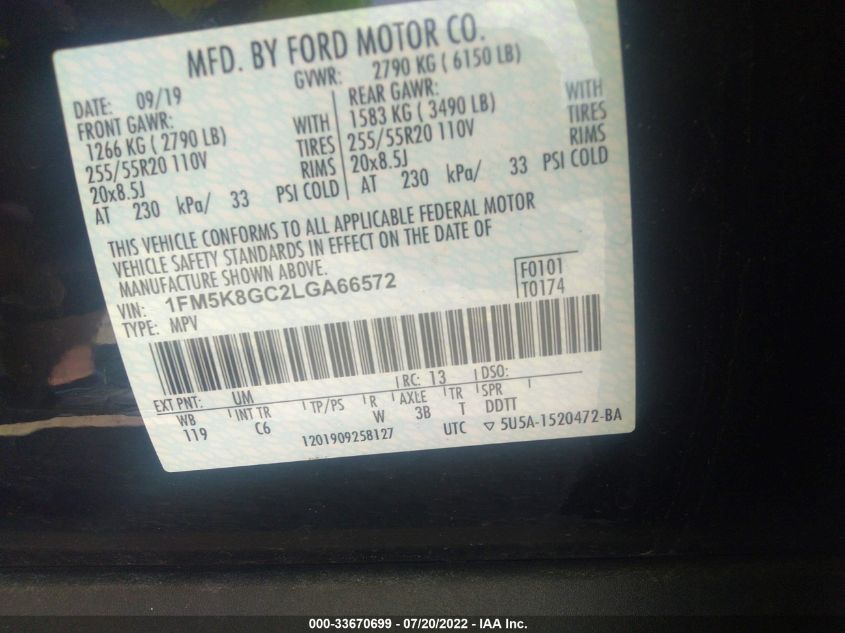 MFD. BY FORD MOTOR CO.
DATE: 09/19 GVWR: 2790 KG ( 6150 LB)
FRONT GAWR: REAR GAWR:
1266 KG ( 2790 LB) WITH 1583 KG ( 3490 LB) WITH
255/55R20 110V TIRES 255/55R20 110V TIRES
20x8.5J RIMS 20x8.5J RIMS
AT 230 kPa/ 33 PSI COLD AT 230 kPa/ 33 PSI COLD
THIS VEHICLE CONFORMS TO ALL APPLICABLE FEDERAL MOTOR
VEHICLE SAFETY STANDARDS IN EFFECT ON THE DATE OF
MANUFACTURE SHOWN ABOVE.
VIN: 1FM5K8GC2LGA66572 F0101
TYPE: MPV T0174
EXT PNT: UM RC: 13 DSO:
WB INT TR TP/PS R AXLE TR SPR
119 C6 W 3B T DDTT
1201909258127 UTC ▽ 5U5A-1520472-BA
000-33670699 - 07/20/2022 - IAA Inc.